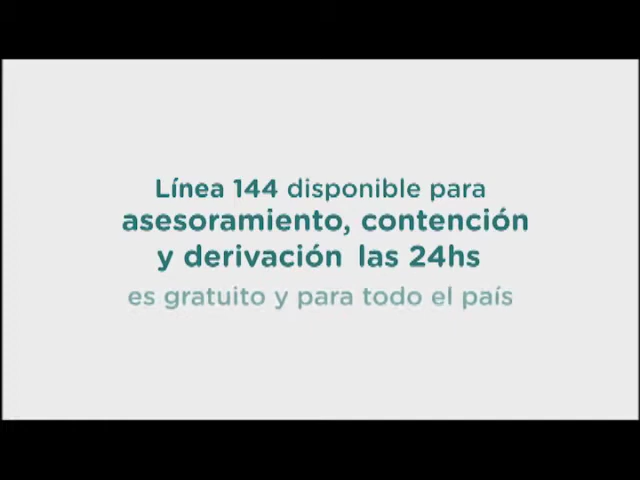 Línea 144 disponible para
asesoramiento, contención
y derivación las 24hs
es gratuito y para todo el país